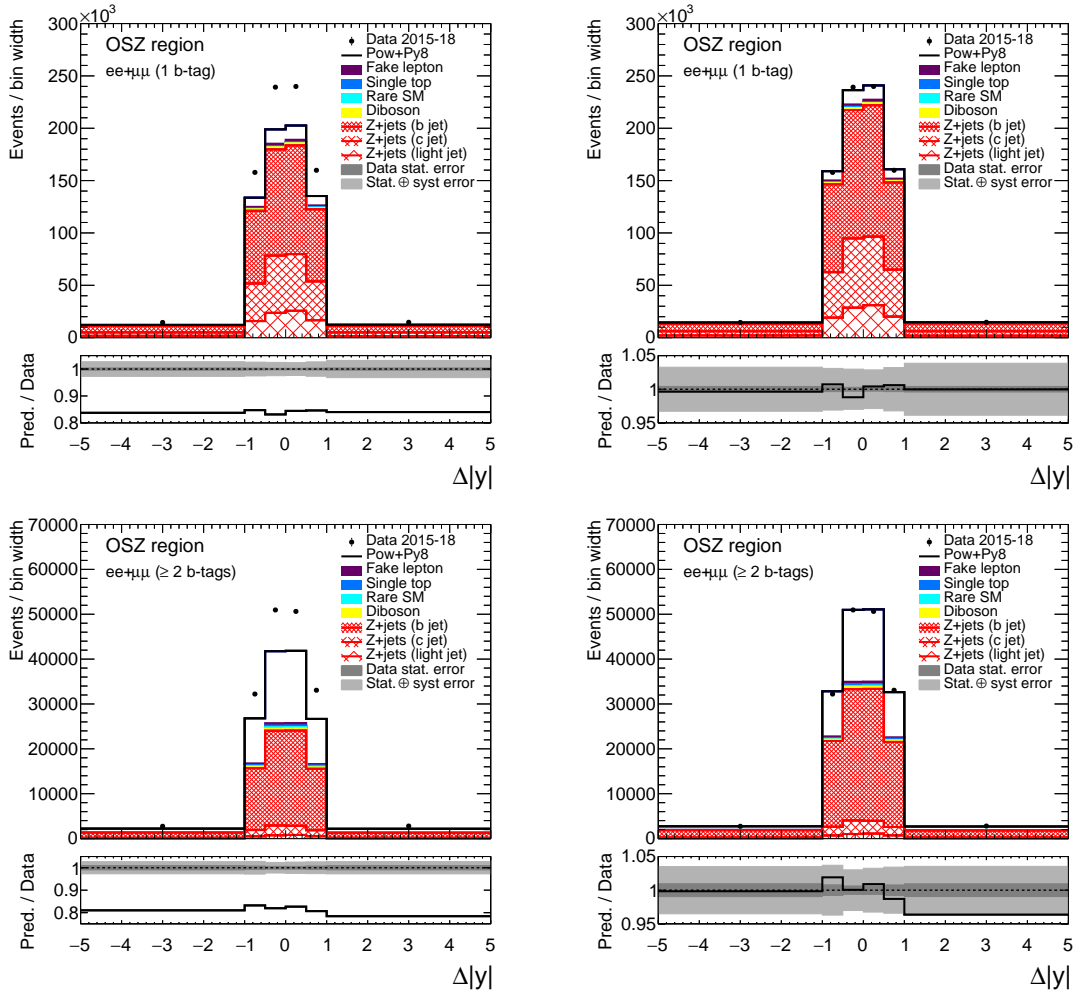 ×10³
Events / bin width
300
250
200
150
100
50
0
OSZ region
ee+μμ (1 b-tag)
Data 2015-18
Pow+Py8
Fake lepton
Single top
Rare SM
Diboson
Z+jets (b jet)
Z+jets (c jet)
Z+jets (light jet)
Data stat. error
Stat.⊕ syst error
Pred. / Data
1
0.9
0.8
−5 −4 −3 −2 −1 0 1 2 3 4 5
Δ|y|
×10³
Events / bin width
300
250
200
150
100
50
0
OSZ region
ee+μμ (1 b-tag)
Data 2015-18
Pow+Py8
Fake lepton
Single top
Rare SM
Diboson
Z+jets (b jet)
Z+jets (c jet)
Z+jets (light jet)
Data stat. error
Stat.⊕ syst error
Pred. / Data
1.05
1
0.95
−5 −4 −3 −2 −1 0 1 2 3 4 5
Δ|y|
Events / bin width
70000
60000
50000
40000
30000
20000
10000
0
OSZ region
ee+μμ (≥ 2 b-tags)
Data 2015-18
Pow+Py8
Fake lepton
Single top
Rare SM
Diboson
Z+jets (b jet)
Z+jets (c jet)
Z+jets (light jet)
Data stat. error
Stat.⊕ syst error
Pred. / Data
1
0.9
0.8
−5 −4 −3 −2 −1 0 1 2 3 4 5
Δ|y|
Events / bin width
70000
60000
50000
40000
30000
20000
10000
0
OSZ region
ee+μμ (≥ 2 b-tags)
Data 2015-18
Pow+Py8
Fake lepton
Single top
Rare SM
Diboson
Z+jets (b jet)
Z+jets (c jet)
Z+jets (light jet)
Data stat. error
Stat.⊕ syst error
Pred. / Data
1.05
1
0.95
−5 −4 −3 −2 −1 0 1 2 3 4 5
Δ|y|